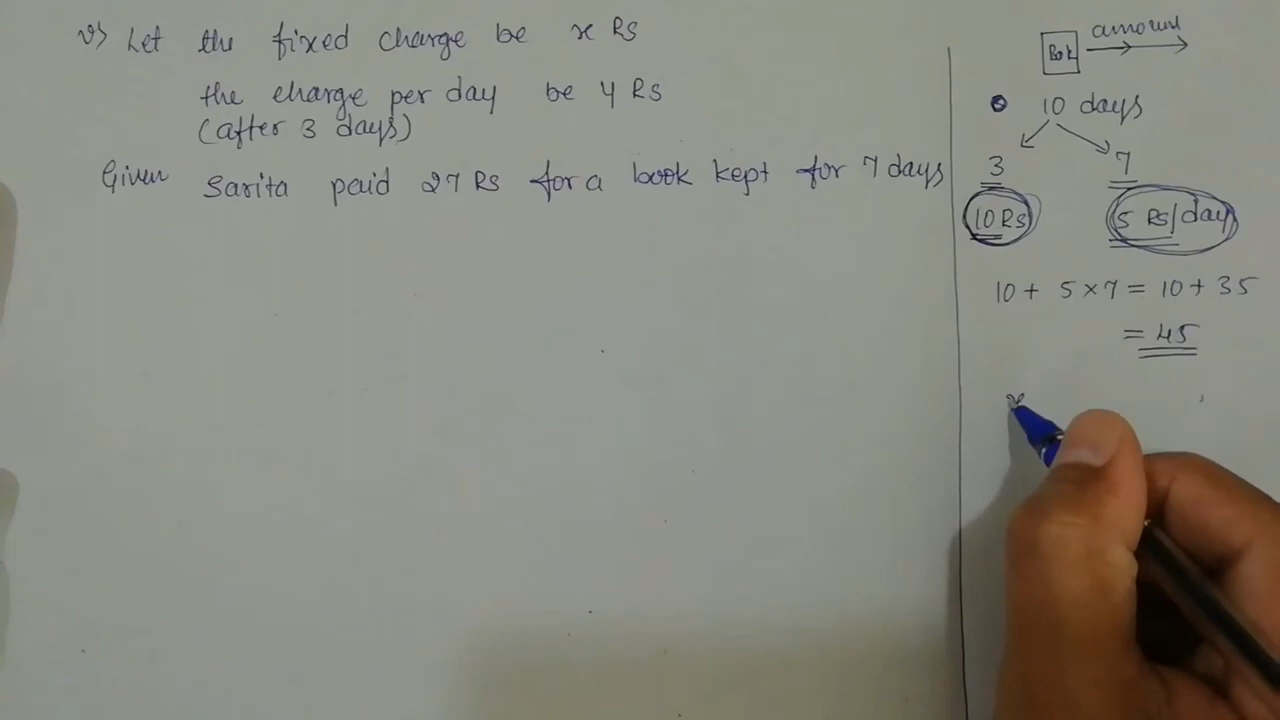 v) Let the fixed charge be x Rs
the charge per day be y Rs
(after 3 days)
Given Sarita paid 27 Rs for a book kept for 7 days
Bok amount
10 days
3 7
10 Rs 5 Rs/day
10 + 5 × 7 = 10 + 35
= 45
x